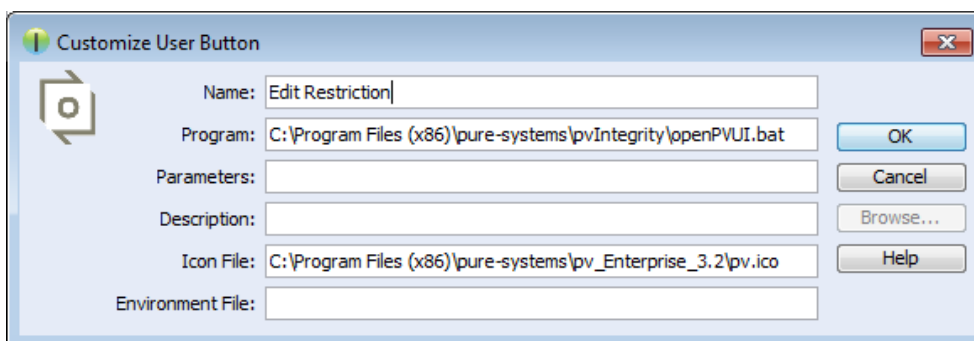 Customize User Button
Name: Edit Restriction
Program: C:\Program Files (x86)\pure-systems\pvIntegrity\openPVUI.bat
OK
Parameters:
Cancel
Description:
Browse...
Icon File: C:\Program Files (x86)\pure-systems\pv_Enterprise_3.2\pv.ico
Help
Environment File: